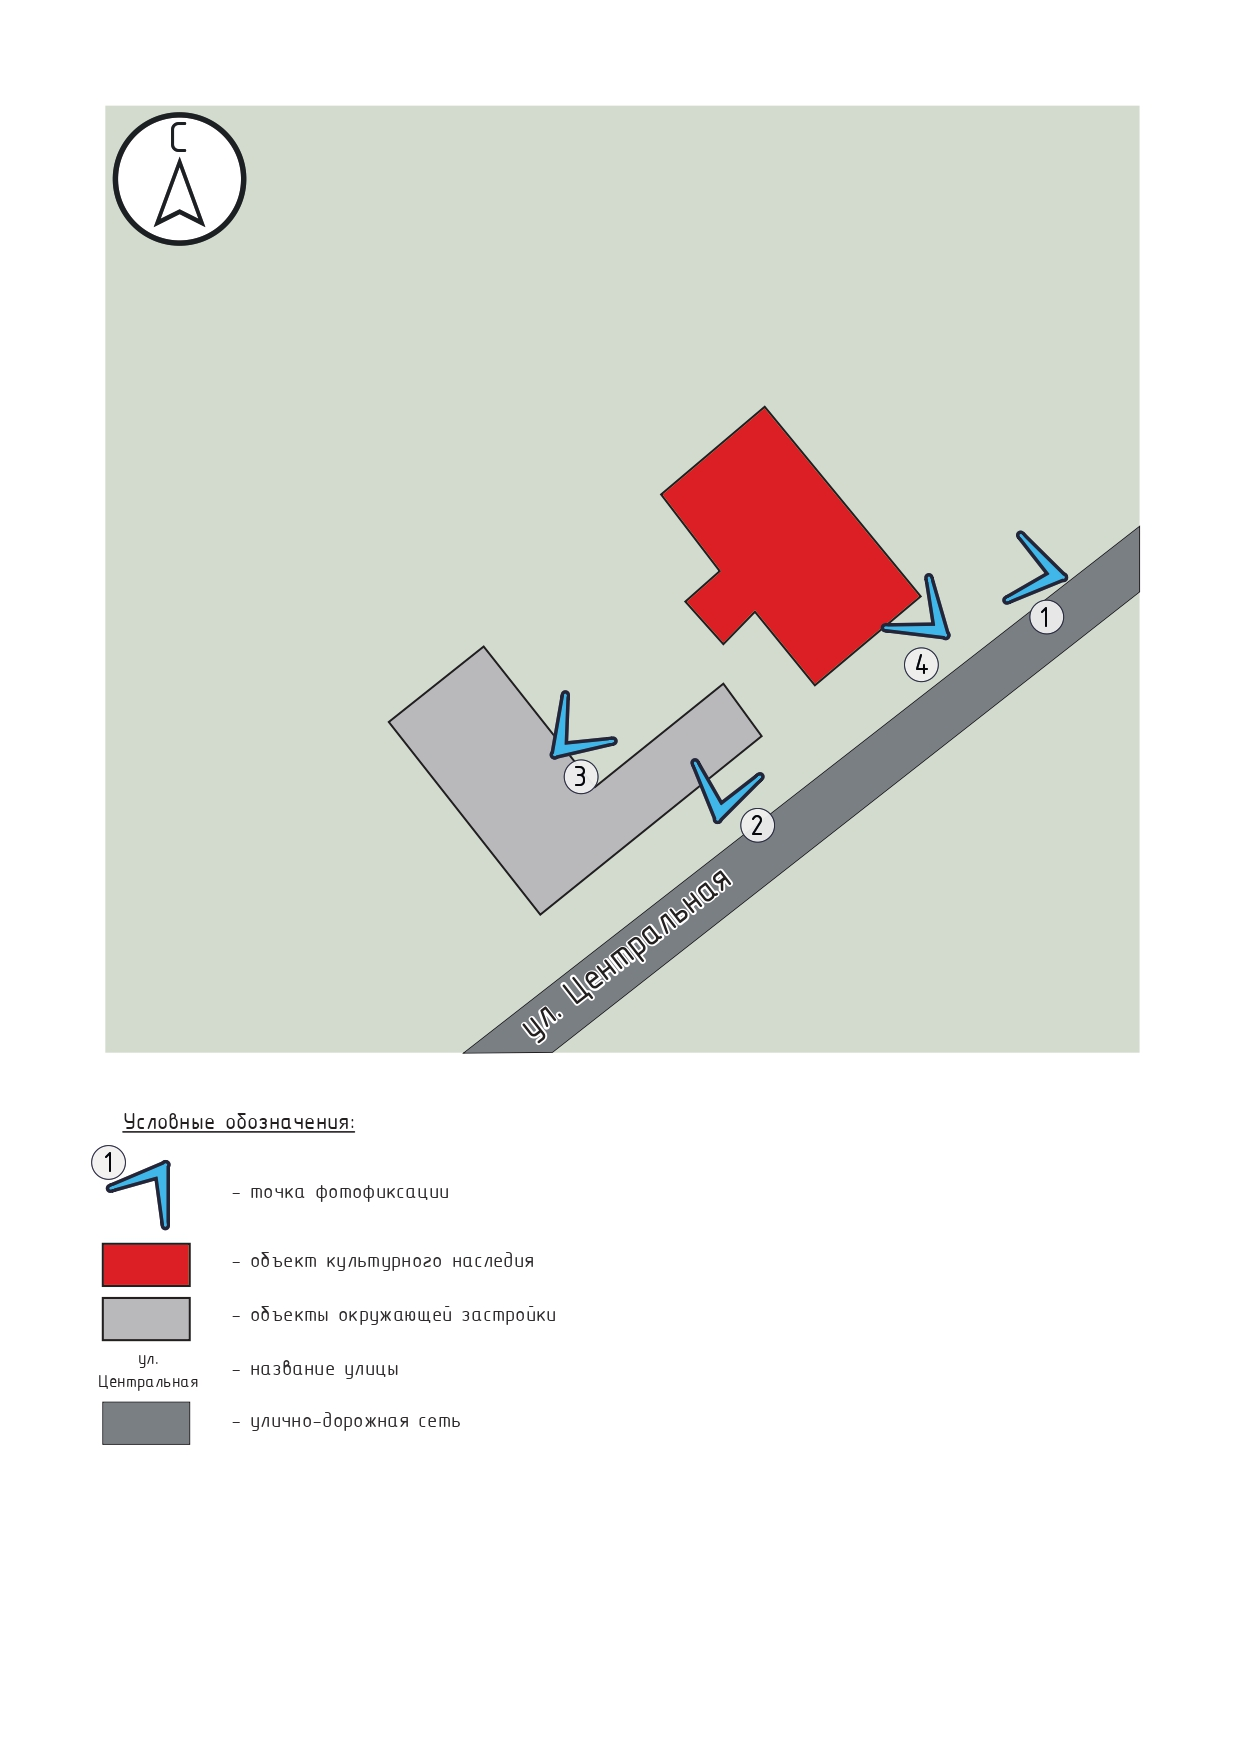 С
1
4
3
2
ул. Центральная
Условные обозначения:
1
- точка фотофиксации
- объект культурного наследия
- объекты окружающей застройки
ул.
Центральная
- название улицы
- улично-дорожная сеть